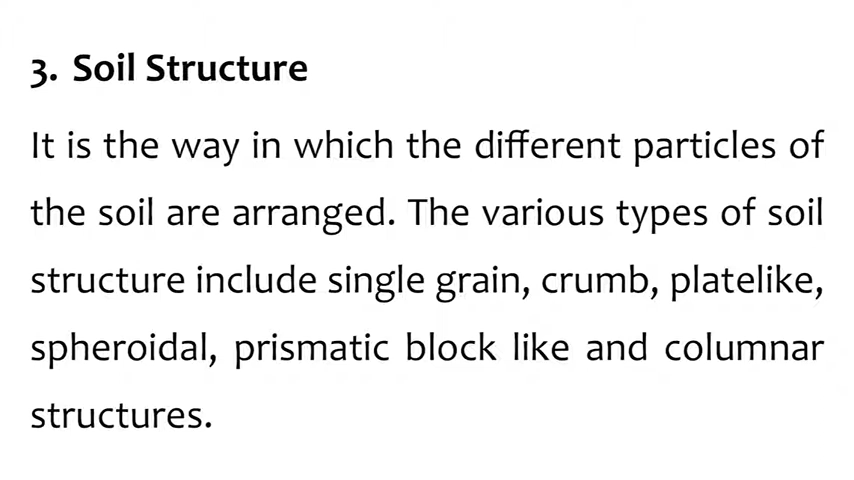 3. Soil Structure
It is the way in which the different particles of
the soil are arranged. The various types of soil
structure include single grain, crumb, platelike,
spheroidal, prismatic block like and columnar
structures.